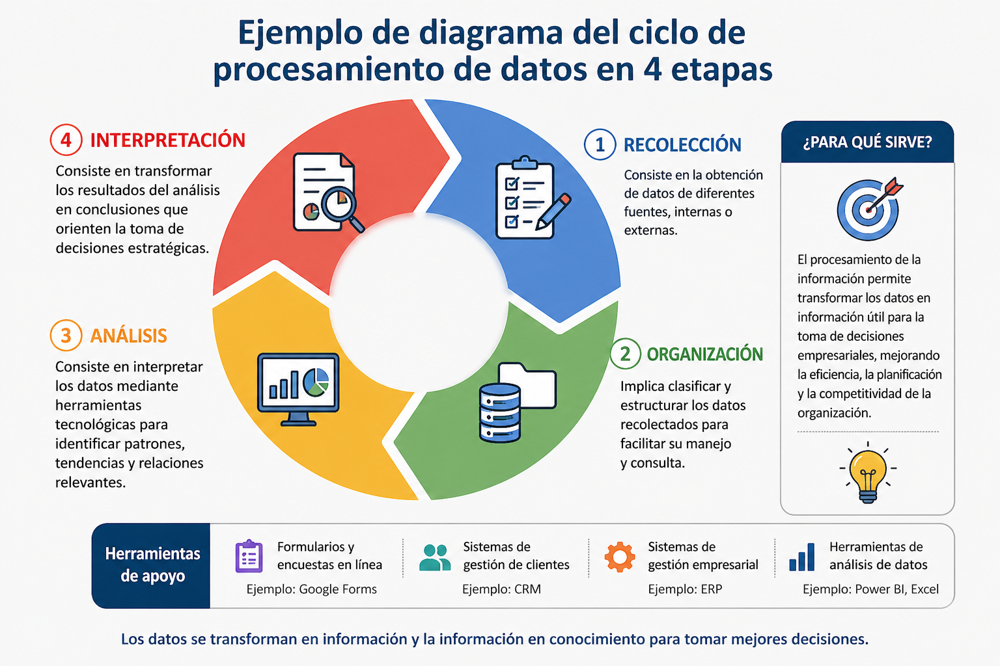 Ejemplo de diagrama del ciclo de
procesamiento de datos en 4 etapas
4 INTERPRETACIÓN
Consiste en transformar
los resultados del análisis
en conclusiones que
orienten la toma de
decisiones estratégicas.
1 RECOLECCIÓN
Consiste en la obtención
de datos de diferentes
fuentes, internas o
externas.
3 ANÁLISIS
Consiste en interpretar
los datos mediante
herramientas
tecnológicas para
identificar patrones,
tendencias y relaciones
relevantes.
2 ORGANIZACIÓN
Implica clasificar y
estructurar los datos
recolectados para
facilitar su manejo
y consulta.
¿PARA QUÉ SIRVE?
El procesamiento de la
información permite
transformar los datos en
información útil para la
toma de decisiones
empresariales, mejorando
la eficiencia, la planificación
y la competitividad de la
organización.
Herramientas
de apoyo
Formularios y
encuestas en línea
Ejemplo: Google Forms
Sistemas de
gestión de clientes
Ejemplo: CRM
Sistemas de
gestión empresarial
Ejemplo: ERP
Herramientas de
análisis de datos
Ejemplo: Power BI, Excel
Los datos se transforman en información y la información en conocimiento para tomar mejores decisiones.